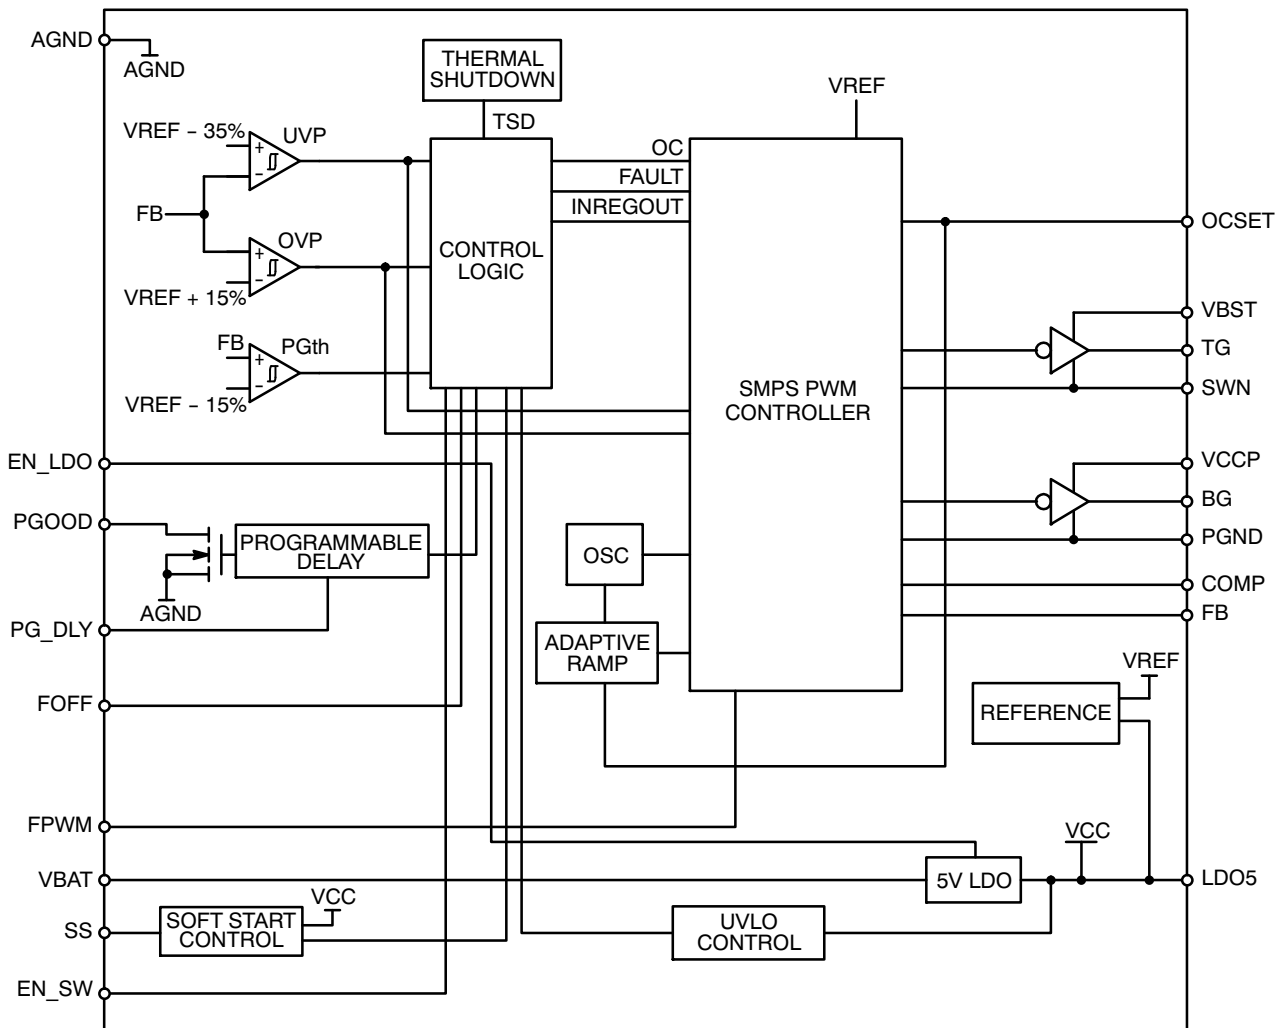 AGND
AGND
THERMAL
SHUTDOWN
TSD
VREF
VREF – 35%
UVP
+
–
FB
OVP
+
–
VREF + 15%
FB
PGth
+
–
VREF – 15%
CONTROL
LOGIC
OC
FAULT
INREGOUT
SMPS PWM
CONTROLLER
OCSET
VBST
TG
SWN
VCCP
BG
PGND
COMP
FB
EN_LDO
PGOOD
PROGRAMMABLE
DELAY
AGND
PG_DLY
OSC
ADAPTIVE
RAMP
FOFF
VREF
REFERENCE
FPWM
VCC
VBAT
5V LDO
LDO5
SS
SOFT START
CONTROL
VCC
UVLO
CONTROL
EN_SW